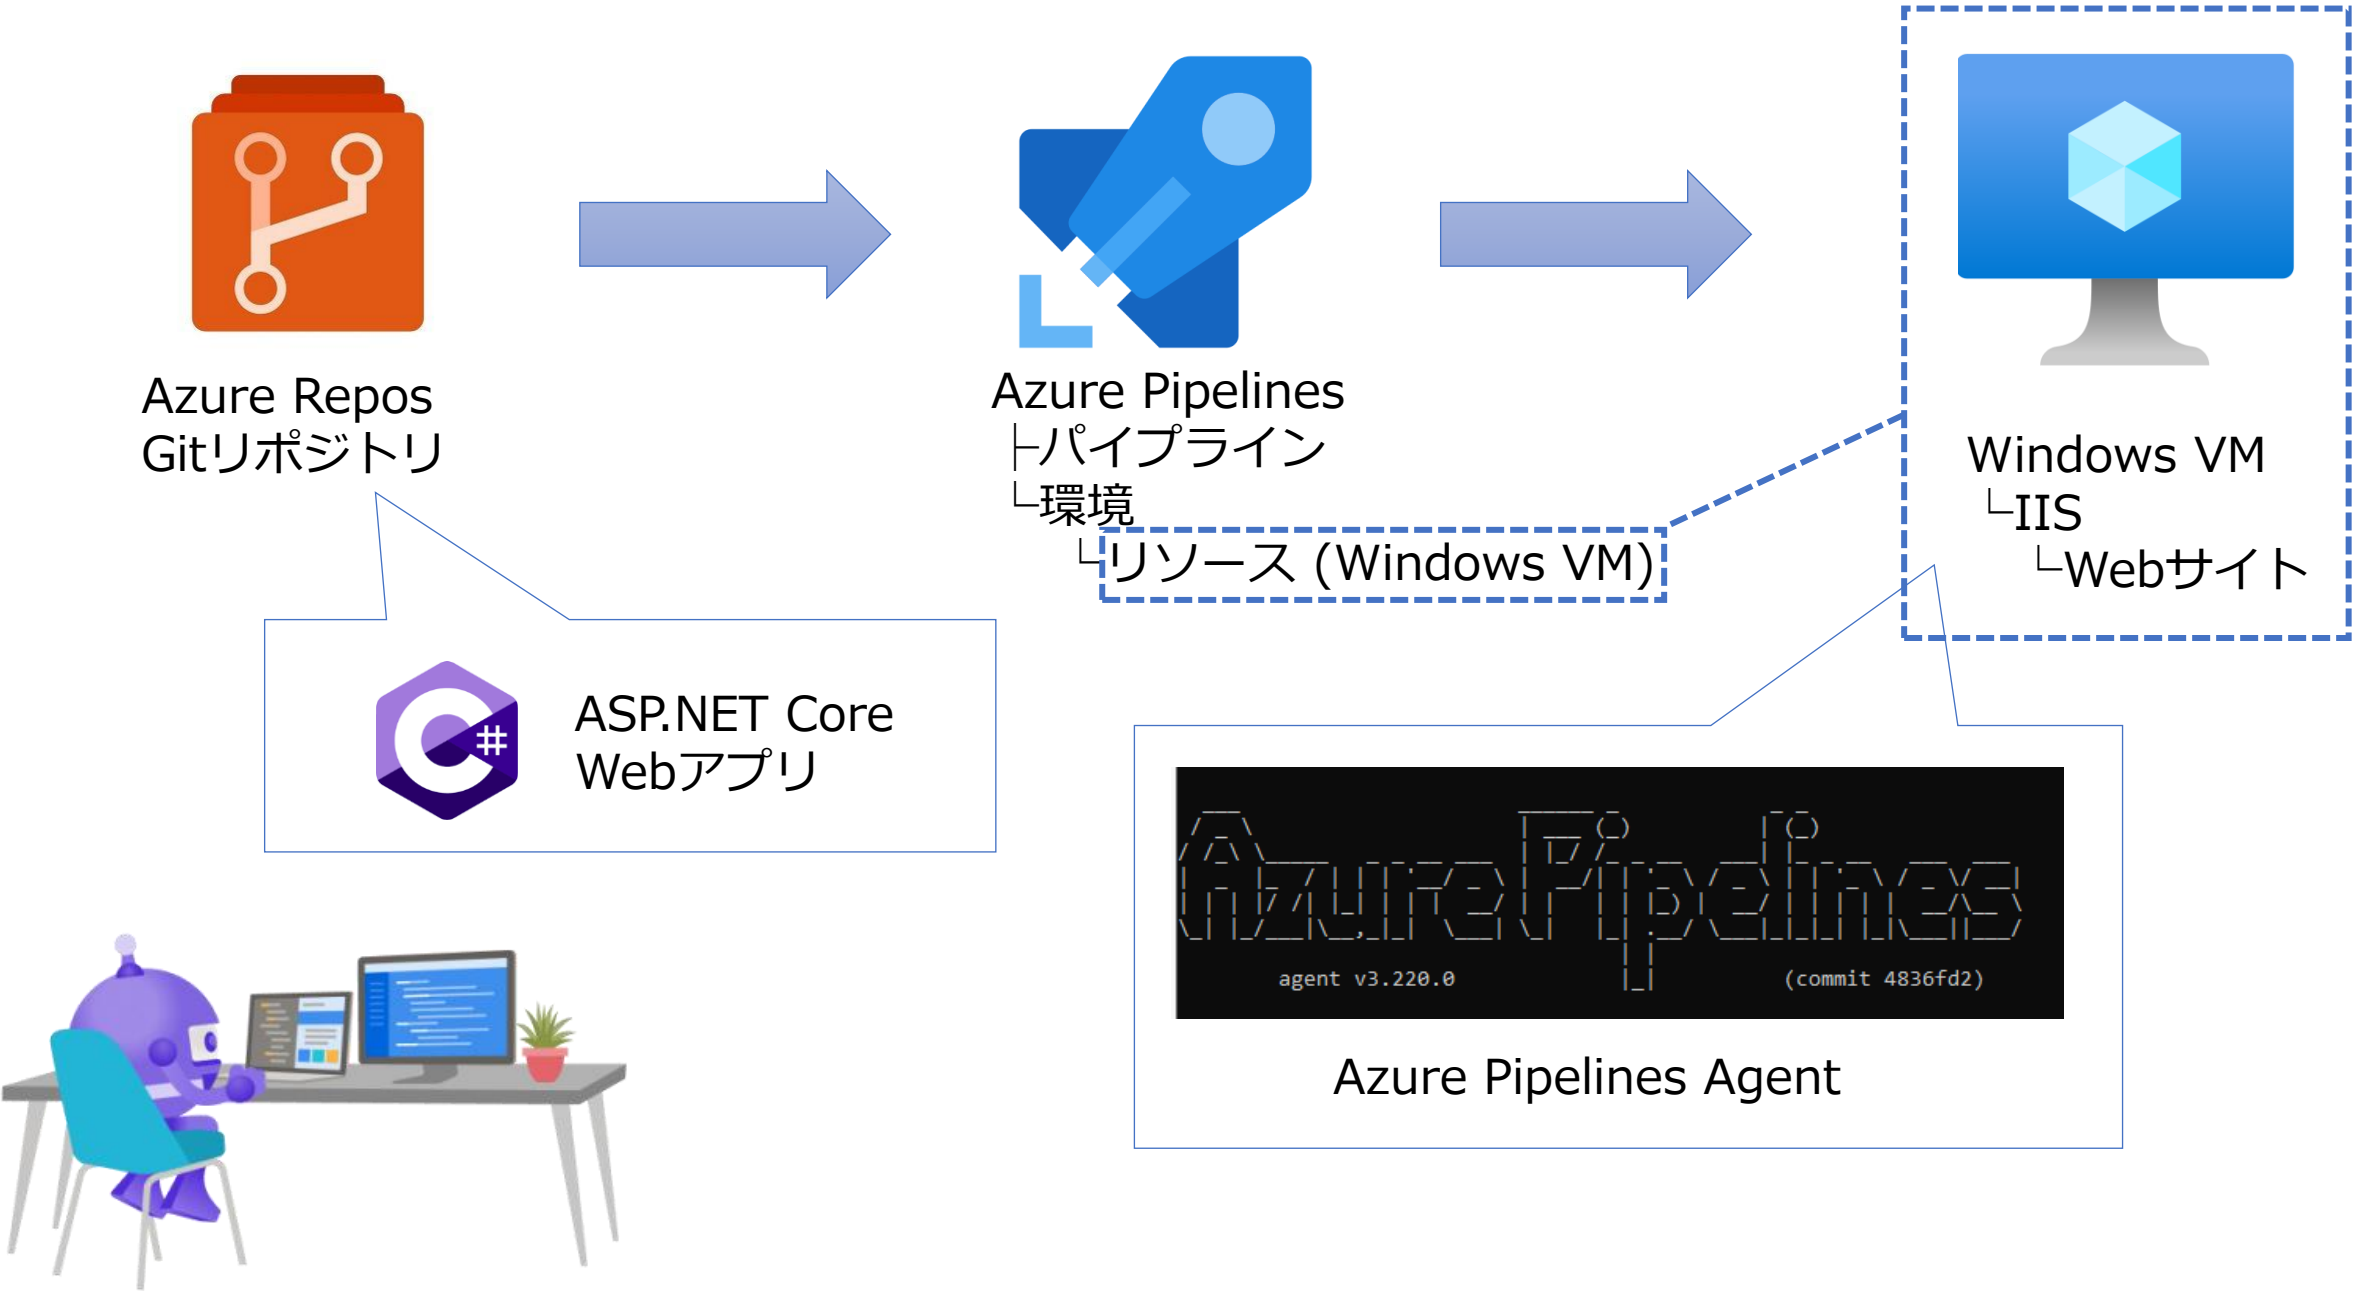 Azure Repos
Gitリポジトリ
Azure Pipelines
├パイプライン
└環境
└リソース (Windows VM)
Windows VM
└IIS
└Webサイト
ASP.NET Core
Webアプリ
Azure Pipelines
agent v3.220.0
(commit 4836fd2)
Azure Pipelines Agent